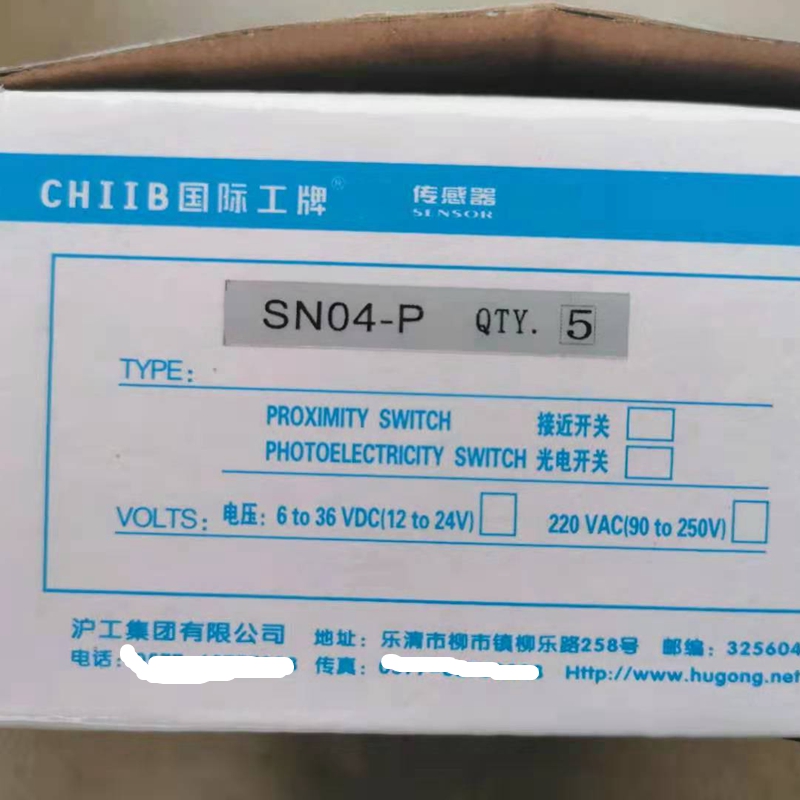 CHIIB国际工牌® 传感器
SENSOR
SN04-P QTY. 5
TYPE:
PROXIMITY SWITCH 接近开关
PHOTOELECTRICITY SWITCH 光电开关
VOLTS: 电压: 6 to 36 VDC(12 to 24V) 220 VAC(90 to 250V)
沪工集团有限公司 地址: 乐清市柳市镇柳乐路258号 邮编: 325604
电话: 传真: Http://www.hugong.net